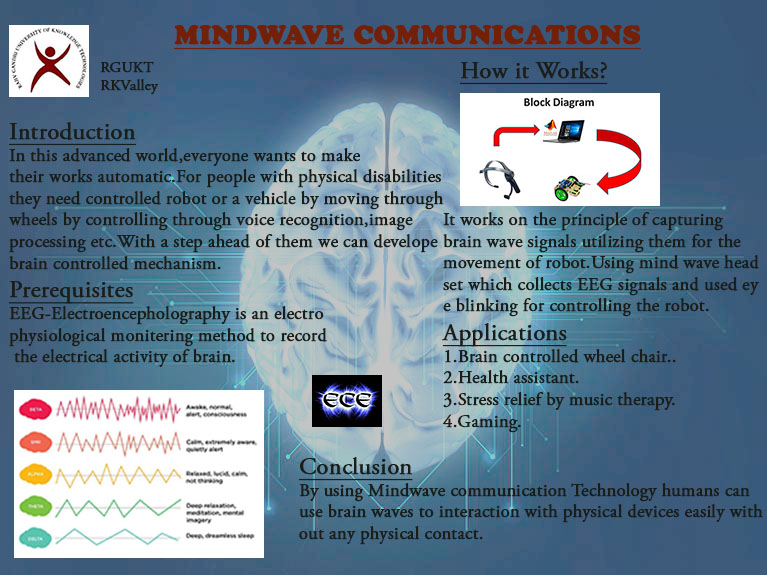 MINDWAVE COMMUNICATIONS
RAJIV GANDHI UNIVERSITY OF KNOWLEDGE TECHNOLOGIES
RGUKT
RKValley
Introduction
In this advanced world,everyone wants to make
their works automatic.For people with physical disabilities
they need controlled robot or a vehicle by moving through
wheels by controlling through voice recognition,image
processing etc.With a step ahead of them we can develope
brain controlled mechanism.
Prerequisites
EEG-Electroencepholography is an electro
physiological monitering method to record
the electrical activity of brain.
BETA
Awake, normal,
alert, consciousness
Calm, extremely aware,
quietly alert
ALPHA
Relaxed, lucid, calm,
not thinking
THETA
Deep relaxation,
meditation, mental
imagery
DELTA
Deep, dreamless sleep
ECE
How it Works?
Block Diagram
It works on the principle of capturing
brain wave signals utilizing them for the
movement of robot.Using mind wave head
set which collects EEG signals and used ey
e blinking for controlling the robot.
Applications
1.Brain controlled wheel chair..
2.Health assistant.
3.Stress relief by music therapy.
4.Gaming.
Conclusion
By using Mindwave communication Technology humans can
use brain waves to interaction with physical devices easily with
out any physical contact.